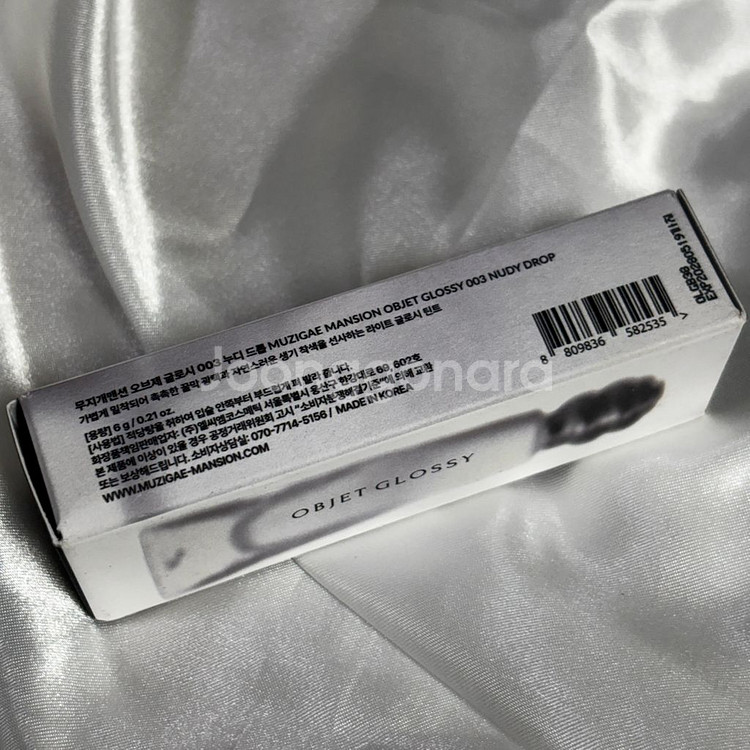 무지개맨션 오브제 글로시 003 누디 드롭 MUZIGAE MANSION OBJET GLOSSY 003 NUDY DROP
가볍게 밀착되어 촉촉한 물막 광택과 자연스러운 생기 착색을 선사하는 라이트 글로시 틴트
[용량] 6 g / 0.21 oz.
[사용법] 적당량을 취하여 입술 안쪽부터 부드럽게 펴 발라 줍니다.
화장품책임판매업자: (주)엘씨엠코스메틱 서울특별시 용산구 한강대로 69, 602호
본 제품에 이상이 있을 경우 공정거래위원회 고시 "소비자분쟁해결기준"에 의해 교환
또는 보상해드립니다. 소비자상담실: 070-7714-5156 / MADE IN KOREA
WWW.MUZIGAE-MANSION.COM
8 809836 582535 >
OLGB38
EXP20280519
OBJET GLOSSY
Joongonara